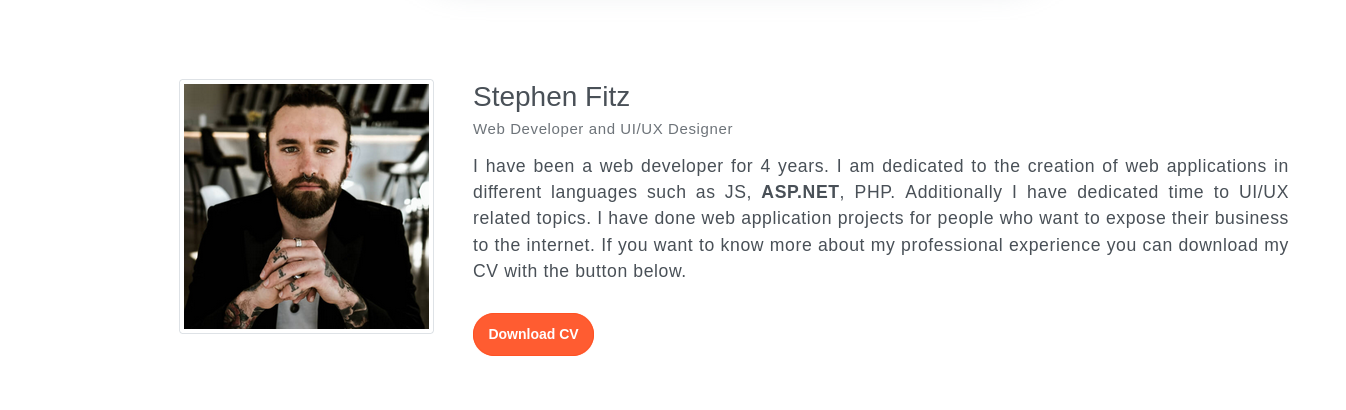 Stephen Fitz
Web Developer and UI/UX Designer
I have been a web developer for 4 years. I am dedicated to the creation of web applications in
different languages such as JS, ASP.NET, PHP. Additionally I have dedicated time to UI/UX
related topics. I have done web application projects for people who want to expose their business
to the internet. If you want to know more about my professional experience you can download my
CV with the button below.
Download CV